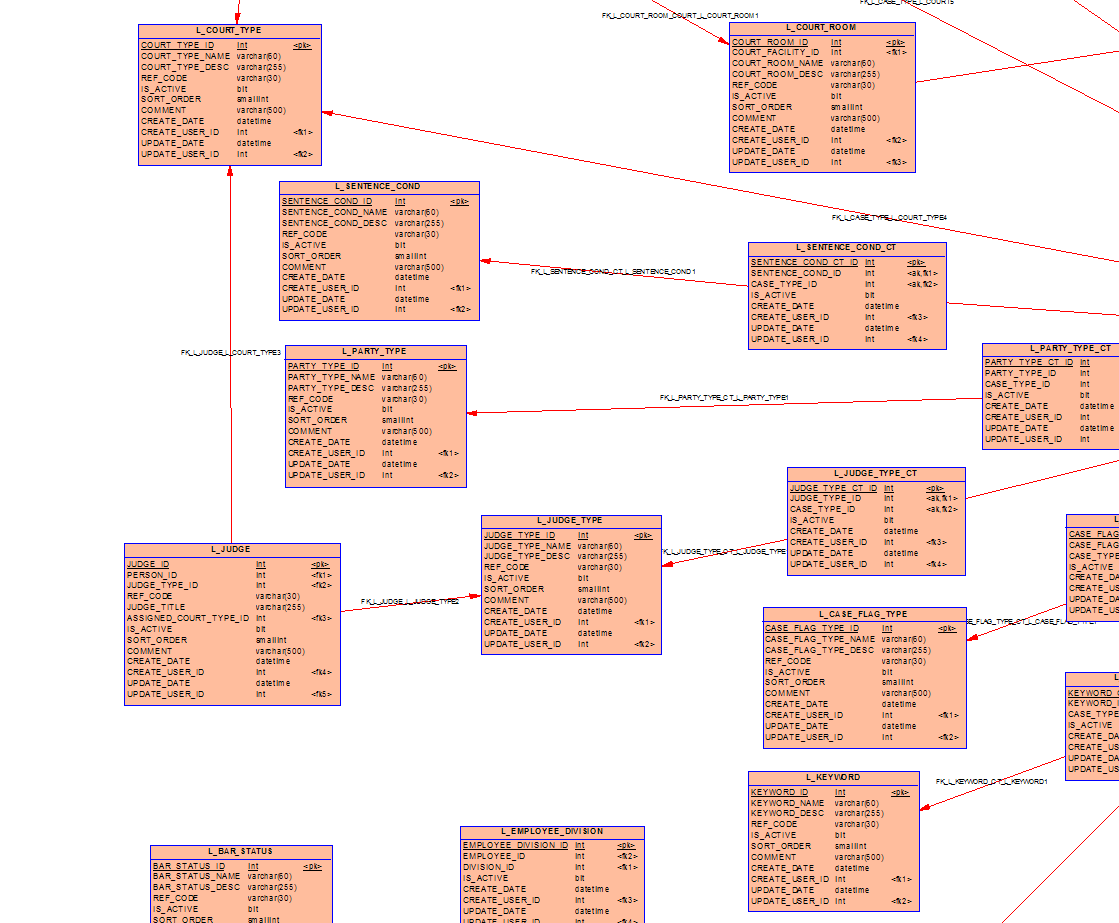 FK_L_COURT_ROOM_COURT_L_COURT_ROOM1
L_COURT_TYPE
COURT_TYPE_ID int <pk>
COURT_TYPE_NAME varchar(60)
COURT_TYPE_DESC varchar(255)
REF_CODE varchar(30)
IS_ACTIVE bit
SORT_ORDER smallint
COMMENT varchar(500)
CREATE_DATE datetime
CREATE_USER_ID int <fk1>
UPDATE_DATE datetime
UPDATE_USER_ID int <fk2>
L_COURT_ROOM
COURT_ROOM_ID int <pk>
COURT_FACILITY_ID int <fk1>
COURT_ROOM_NAME varchar(60)
COURT_ROOM_DESC varchar(255)
REF_CODE varchar(30)
IS_ACTIVE bit
SORT_ORDER smallint
COMMENT varchar(500)
CREATE_DATE datetime
CREATE_USER_ID int <fk2>
UPDATE_DATE datetime
UPDATE_USER_ID int <fk3>
L_SENTENCE_COND
SENTENCE_COND_ID int <pk>
SENTENCE_COND_NAME varchar(60)
SENTENCE_COND_DESC varchar(255)
REF_CODE varchar(30)
IS_ACTIVE bit
SORT_ORDER smallint
COMMENT varchar(500)
CREATE_DATE datetime
CREATE_USER_ID int <fk1>
UPDATE_DATE datetime
UPDATE_USER_ID int <fk2>
FK_L_CASE_TYPE_L_COURT_TYPE4
L_SENTENCE_COND_CT
SENTENCE_COND_CT_ID int <pk>
SENTENCE_COND_ID int <ak,fk1>
CASE_TYPE_ID int <ak,fk2>
IS_ACTIVE bit
CREATE_DATE datetime
CREATE_USER_ID int <fk3>
UPDATE_DATE datetime
UPDATE_USER_ID int <fk4>
FK_L_SENTENCE_COND_CT_L_SENTENCE_COND1
FK_L_JUDGE_L_COURT_TYPE3
L_PARTY_TYPE
PARTY_TYPE_ID int <pk>
PARTY_TYPE_NAME varchar(60)
PARTY_TYPE_DESC varchar(255)
REF_CODE varchar(30)
IS_ACTIVE bit
SORT_ORDER smallint
COMMENT varchar(500)
CREATE_DATE datetime
CREATE_USER_ID int <fk1>
UPDATE_DATE datetime
UPDATE_USER_ID int <fk2>
FK_L_PARTY_TYPE_CT_L_PARTY_TYPE1
L_PARTY_TYPE_CT
PARTY_TYPE_CT_ID int
PARTY_TYPE_ID int
CASE_TYPE_ID int
IS_ACTIVE bit
CREATE_DATE datetime
CREATE_USER_ID int
UPDATE_DATE datetime
UPDATE_USER_ID int
L_JUDGE_TYPE_CT
JUDGE_TYPE_CT_ID int <pk>
JUDGE_TYPE_ID int <ak,fk1>
CASE_TYPE_ID int <ak,fk2>
IS_ACTIVE bit
CREATE_DATE datetime
CREATE_USER_ID int <fk3>
UPDATE_DATE datetime
UPDATE_USER_ID int <fk4>
L_JUDGE_TYPE
JUDGE_TYPE_ID int <pk>
JUDGE_TYPE_NAME varchar(60)
JUDGE_TYPE_DESC varchar(255)
REF_CODE varchar(30)
IS_ACTIVE bit
SORT_ORDER smallint
COMMENT varchar(500)
CREATE_DATE datetime
CREATE_USER_ID int <fk1>
UPDATE_DATE datetime
UPDATE_USER_ID int <fk2>
FK_L_JUDGE_TYPE_CT_L_JUDGE_TYPE
L_JUDGE
JUDGE_ID int <pk>
PERSON_ID int <fk1>
JUDGE_TYPE_ID int <fk2>
REF_CODE varchar(30)
JUDGE_TITLE varchar(255)
ASSIGNED_COURT_TYPE_ID int <fk3>
IS_ACTIVE bit
SORT_ORDER smallint
COMMENT varchar(500)
CREATE_DATE datetime
CREATE_USER_ID int <fk4>
UPDATE_DATE datetime
UPDATE_USER_ID int <fk5>
FK_L_JUDGE_L_JUDGE_TYPE2
CASE_FLAG
CASE_FLAG
CASE_TYPE
IS_ACTIVE
CREATE_DA
CREATE_US
UPDATE_DA
UPDATE_US
L_CASE_FLAG_TYPE
CASE_FLAG_TYPE_ID int <pk>
CASE_FLAG_TYPE_NAME varchar(60)
CASE_FLAG_TYPE_DESC varchar(255)
REF_CODE varchar(30)
IS_ACTIVE bit
SORT_ORDER smallint
COMMENT varchar(500)
CREATE_DATE datetime
CREATE_USER_ID int <fk1>
UPDATE_DATE datetime
UPDATE_USER_ID int <fk2>
KEYWORD_C
KEYWORD_I
CASE_TYPE
IS_ACTIVE
CREATE_DA
CREATE_US
UPDATE_DA
UPDATE_US
L_KEYWORD
KEYWORD_ID int <pk>
KEYWORD_NAME varchar(60)
KEYWORD_DESC varchar(255)
REF_CODE varchar(30)
IS_ACTIVE bit
SORT_ORDER smallint
COMMENT varchar(500)
CREATE_DATE datetime
CREATE_USER_ID int <fk1>
UPDATE_DATE datetime
UPDATE_USER_ID int <fk2>
FK_L_KEYWORD_CT_L_KEYWORD1
L_EMPLOYEE_DIVISION
EMPLOYEE_DIVISION_ID int <pk>
EMPLOYEE_ID int <fk2>
DIVISION_ID int <fk1>
IS_ACTIVE bit
CREATE_DATE datetime
CREATE_USER_ID int <fk3>
UPDATE_DATE datetime
UPDATE_USER_ID int <fk4>
L_BAR_STATUS
BAR_STATUS_ID int <pk>
BAR_STATUS_NAME varchar(60)
BAR_STATUS_DESC varchar(255)
REF_CODE varchar(30)
IS_ACTIVE bit
SORT_ORDER smallint